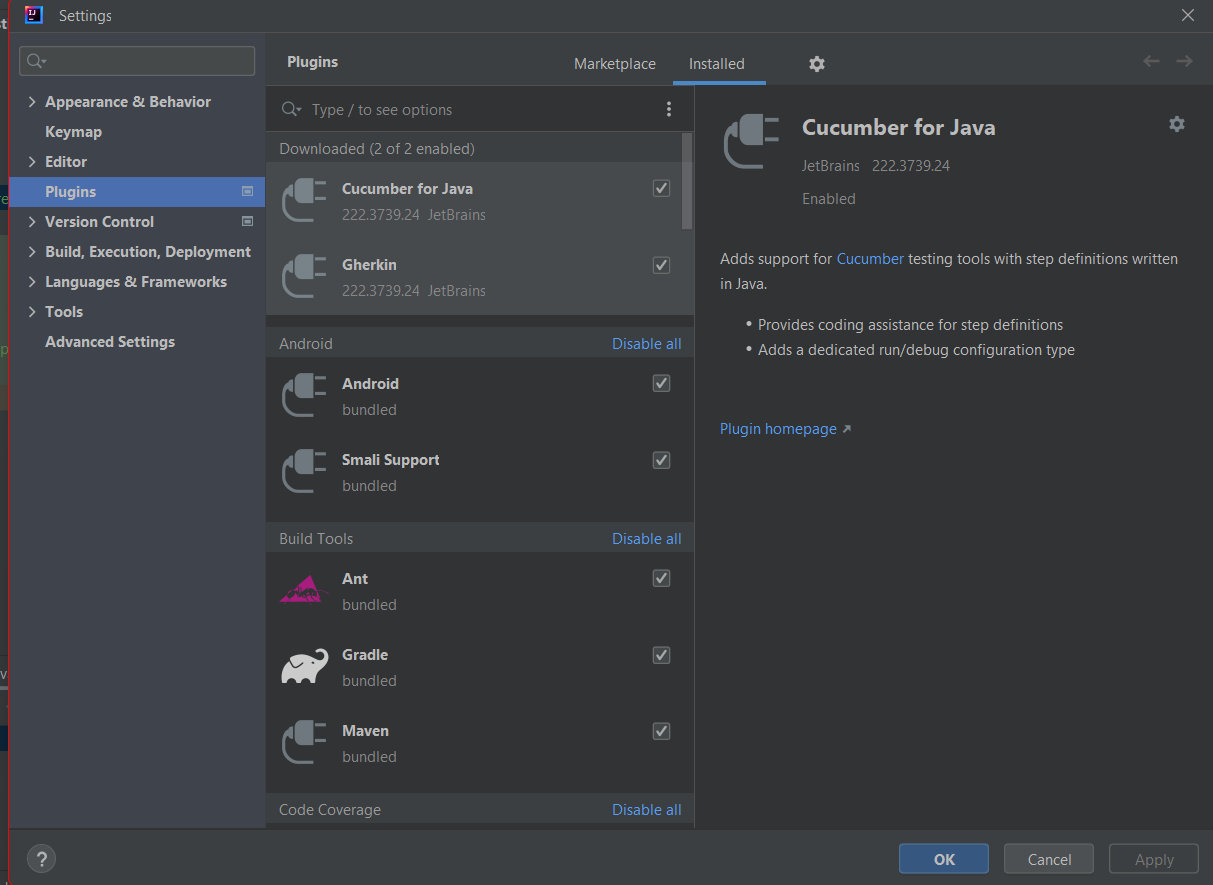 Settings
Plugins
Marketplace
Installed
Appearance & Behavior
Keymap
Editor
Plugins
Version Control
Build, Execution, Deployment
Languages & Frameworks
Tools
Advanced Settings
Type / to see options
Downloaded (2 of 2 enabled)
Cucumber for Java
222.3739.24 JetBrains
Gherkin
222.3739.24 JetBrains
Android Disable all
Android
bundled
Smali Support
bundled
Build Tools Disable all
Ant
bundled
Gradle
bundled
Maven
bundled
Code Coverage Disable all
Cucumber for Java
JetBrains 222.3739.24
Enabled
Adds support for Cucumber testing tools with step definitions written
in Java.
• Provides coding assistance for step definitions
• Adds a dedicated run/debug configuration type
Plugin homepage ↗
?
OK
Cancel
Apply